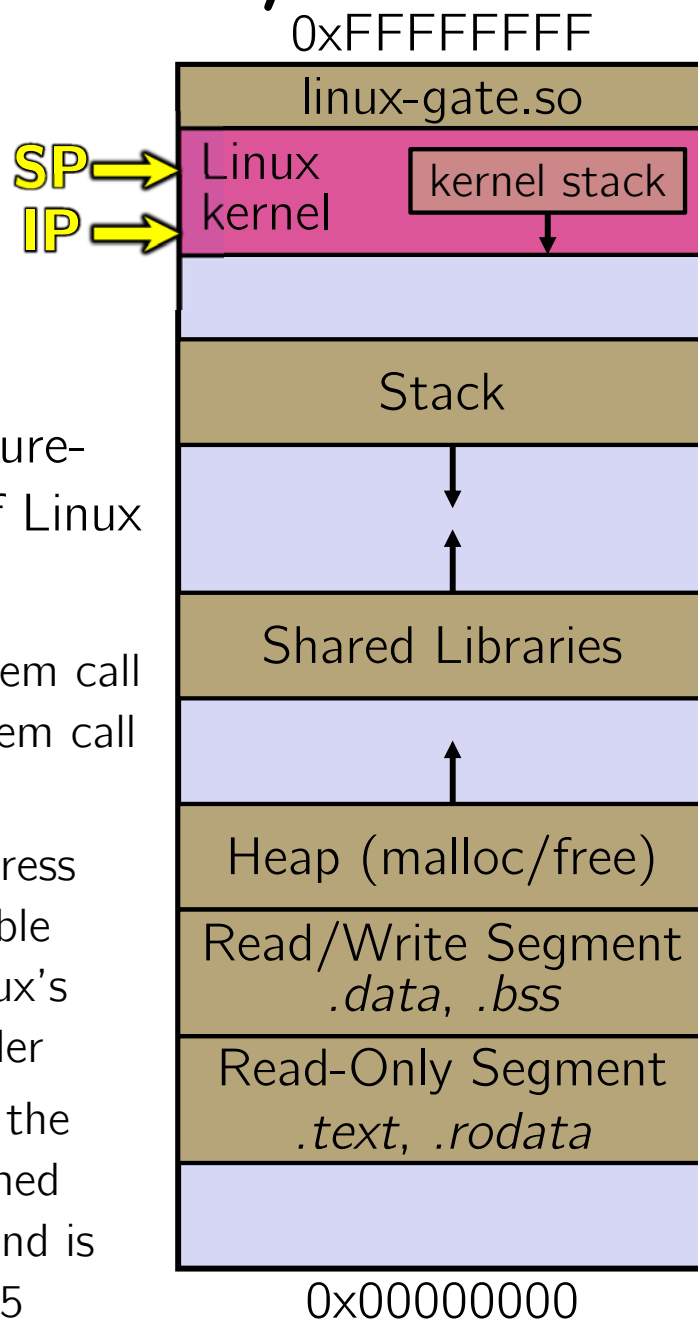 0xFFFFFFFF
linux-gate.so
SP
IP
Linux
kernel
kernel stack
Stack
ure-
f Linux
Shared Libraries
em call
em call
ress
ble
ux's
ler
the
ned
nd is
5
Heap (malloc/free)
Read/Write Segment
.data, .bss
Read-Only Segment
.text, .rodata
0x00000000